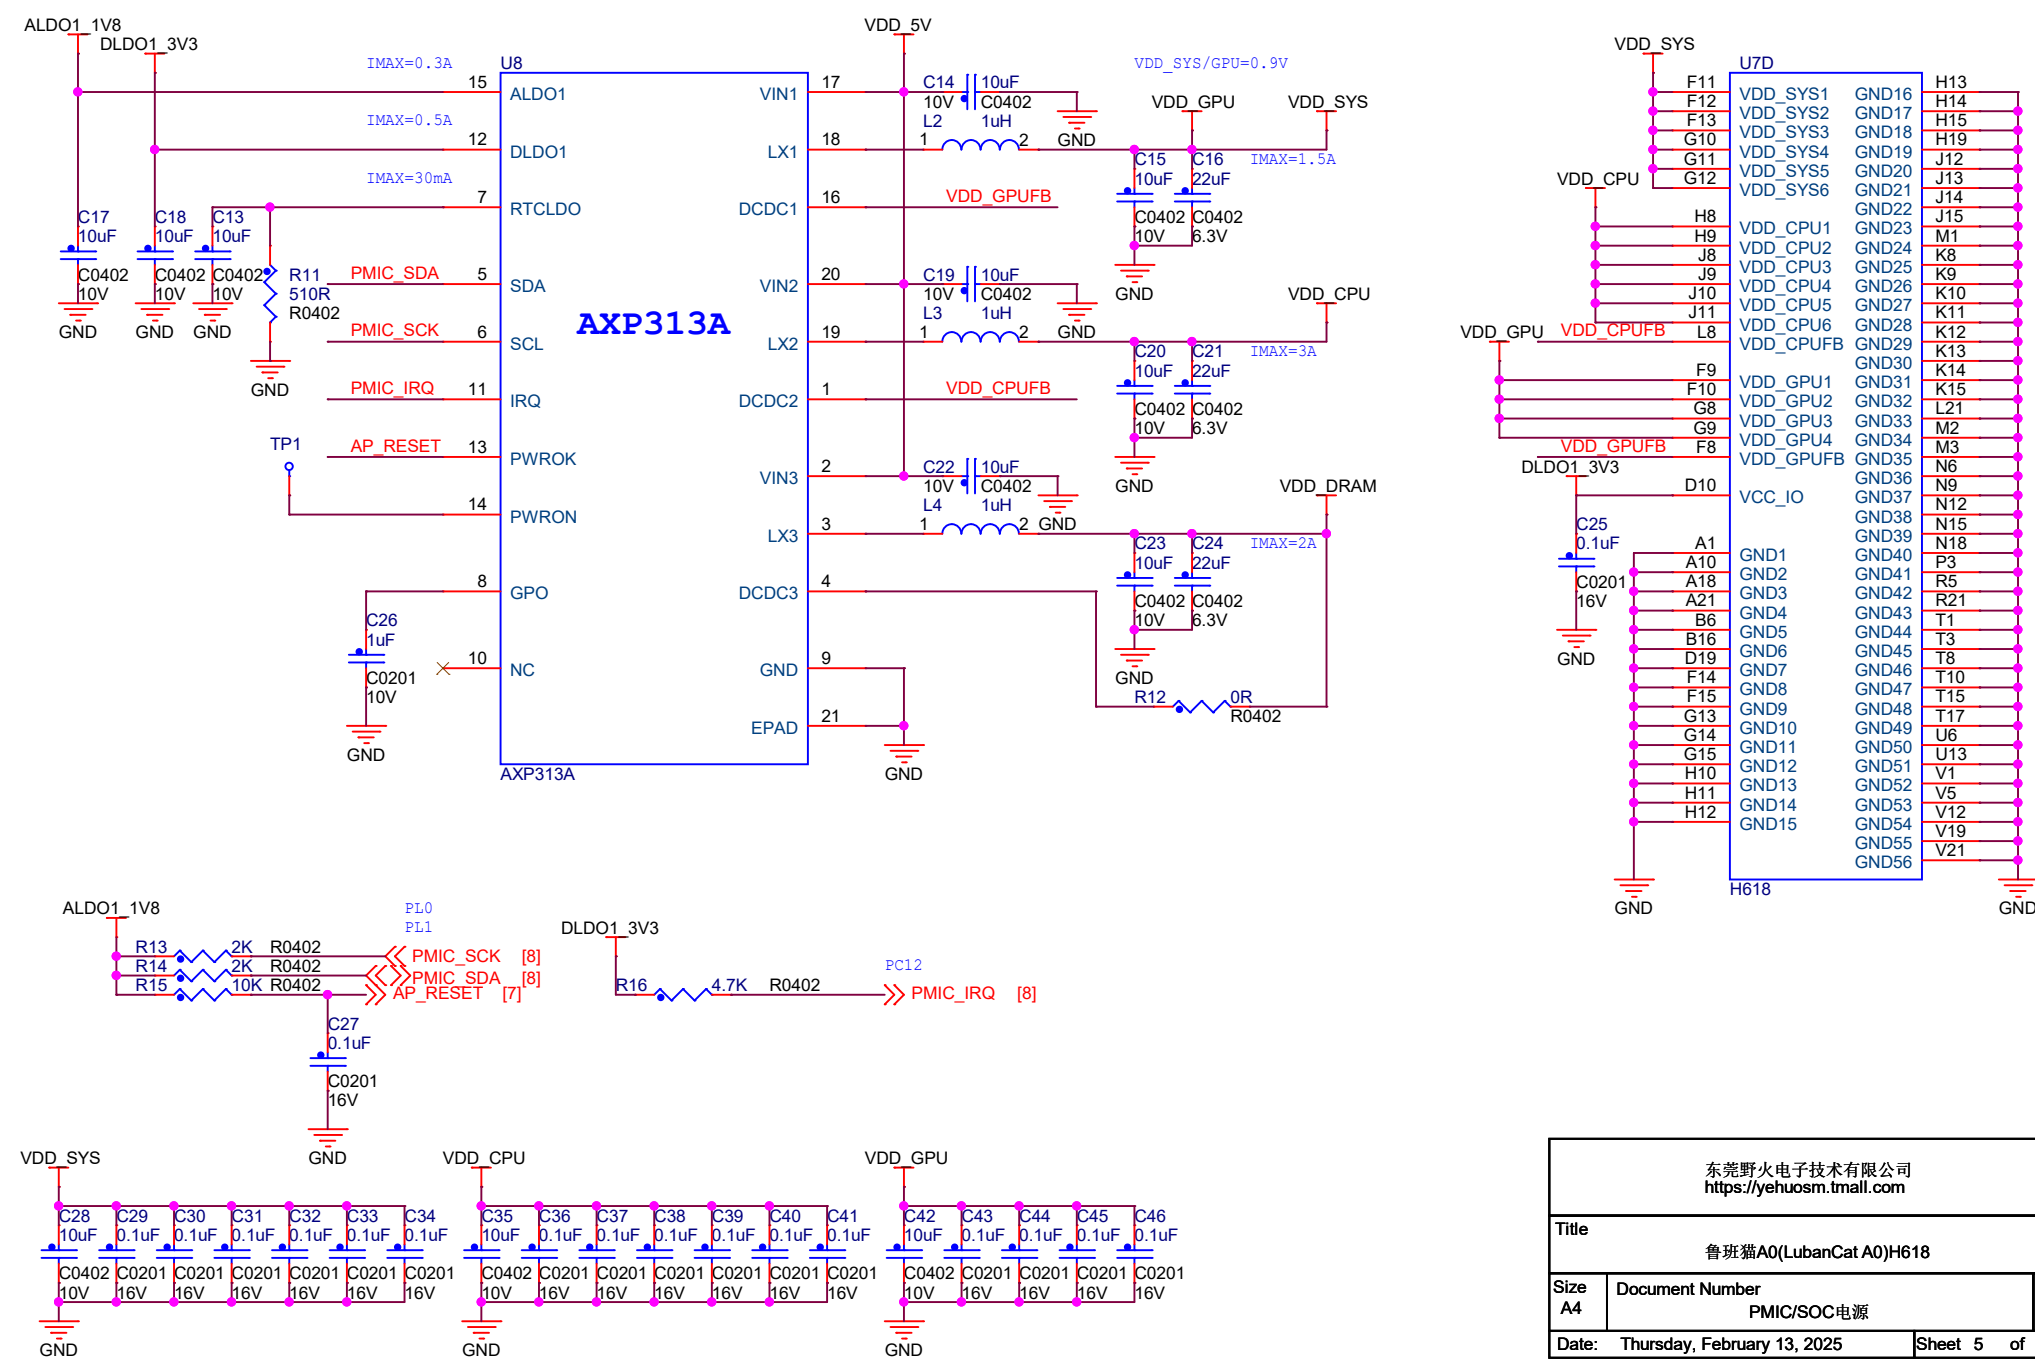 ALDO1_1V8
DLDO1_3V3
IMAX=0.3A
U8
15 ALDO1
IMAX=0.5A
12 DLDO1
IMAX=30mA
7 RTCLDO
C17 C18 C13
10uF 10uF 10uF
C0402 C0402 C0402
10V 10V 10V
GND GND GND
R11
510R
R0402
GND
PMIC_SDA 5 SDA
PMIC_SCK 6 SCL
PMIC_IRQ 11 IRQ
AP_RESET 13 PWROK
TP1
14 PWRON
8 GPO
C26
1uF
C0201
10V
GND
10 NC
AXP313A
AXP313A
VDD_5V
VIN1 17
LX1 18
DCDC1 16 VDD_GPUFB
VIN2 20
LX2 19
DCDC2 1 VDD_CPUFB
VIN3 2
LX3 3
DCDC3 4
GND 9
EPAD 21
GND
C14 10uF
10V C0402
GND
L2 1uH
1 2
VDD_SYS/GPU=0.9V
VDD_GPU VDD_SYS
C15 C16
10uF 22uF
IMAX=1.5A
C0402 C0402
10V 6.3V
GND
C19 10uF
10V C0402
GND
L3 1uH
1 2
VDD_CPU
C20 C21
10uF 22uF
IMAX=3A
C0402 C0402
10V 6.3V
GND
C22 10uF
10V C0402
GND
L4 1uH
1 2
VDD_DRAM
C23 C24
10uF 22uF
IMAX=2A
C0402 C0402
10V 6.3V
GND
R12 0R
R0402
VDD_SYS
U7D
F11 VDD_SYS1 GND16 H13
F12 VDD_SYS2 GND17 H14
F13 VDD_SYS3 GND18 H15
G10 VDD_SYS4 GND19 H19
G11 VDD_SYS5 GND20 J12
G12 VDD_SYS6 GND21 J13
GND22 J14
VDD_CPU
H8 VDD_CPU1 GND23 J15
H9 VDD_CPU2 GND24 M1
J8 VDD_CPU3 GND25 K8
J9 VDD_CPU4 GND26 K9
J10 VDD_CPU5 GND27 K10
J11 VDD_CPU6 GND28 K11
VDD_CPUFB L8 VDD_CPUFB GND29 K12
GND30 K13
VDD_GPU
F9 VDD_GPU1 GND31 K14
F10 VDD_GPU2 GND32 K15
G8 VDD_GPU3 GND33 L21
G9 VDD_GPU4 GND34 M2
VDD_GPUFB F8 VDD_GPUFB GND35 M3
GND36 N6
DLDO1_3V3
D10 VCC_IO GND37 N9
GND38 N12
GND39 N15
C25
0.1uF
C0201
16V
GND
A1 GND1 GND40 N18
A10 GND2 GND41 P3
A18 GND3 GND42 R5
A21 GND4 GND43 R21
B6 GND5 GND44 T1
B16 GND6 GND45 T3
D19 GND7 GND46 T8
F14 GND8 GND47 T10
F15 GND9 GND48 T15
G13 GND10 GND49 T17
G14 GND11 GND50 U6
G15 GND12 GND51 U13
H10 GND13 GND52 V1
H11 GND14 GND53 V5
H12 GND15 GND54 V12
GND55 V19
GND56 V21
H618
GND GND
ALDO1_1V8
PL0
PL1
R13 2K R0402 PMIC_SCK [8]
R14 2K R0402 PMIC_SDA [8]
R15 10K R0402 AP_RESET [7]
C27
0.1uF
C0201
16V
GND
DLDO1_3V3
PC12
R16 4.7K R0402 PMIC_IRQ [8]
VDD_SYS
C28 C29 C30 C31 C32 C33 C34
10uF 0.1uF 0.1uF 0.1uF 0.1uF 0.1uF 0.1uF
C0402 C0201 C0201 C0201 C0201 C0201 C0201
10V 16V 16V 16V 16V 16V 16V
GND
VDD_CPU
C35 C36 C37 C38 C39 C40 C41
10uF 0.1uF 0.1uF 0.1uF 0.1uF 0.1uF 0.1uF
C0402 C0201 C0201 C0201 C0201 C0201 C0201
10V 16V 16V 16V 16V 16V 16V
GND
VDD_GPU
C42 C43 C44 C45 C46
10uF 0.1uF 0.1uF 0.1uF 0.1uF
C0402 C0201 C0201 C0201 C0201
10V 16V 16V 16V 16V
GND
东莞野火电子技术有限公司
https://yehuosm.tmall.com
Title
鲁班猫A0(LubanCat A0)H618
Size Document Number
A4 PMIC/SOC电源
Date: Thursday, February 13, 2025 Sheet 5 of